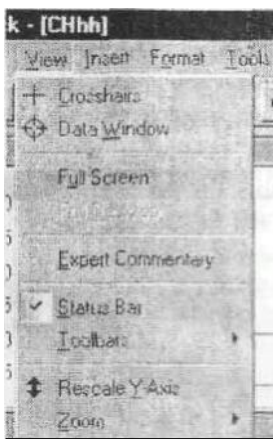 k - [CHhh]
View Insert Format Tools
Crosshairs
Data Window
Full Screen
Expert Commentary
Status Bar
Toolbars
Rescale Y-Axis
Zoom